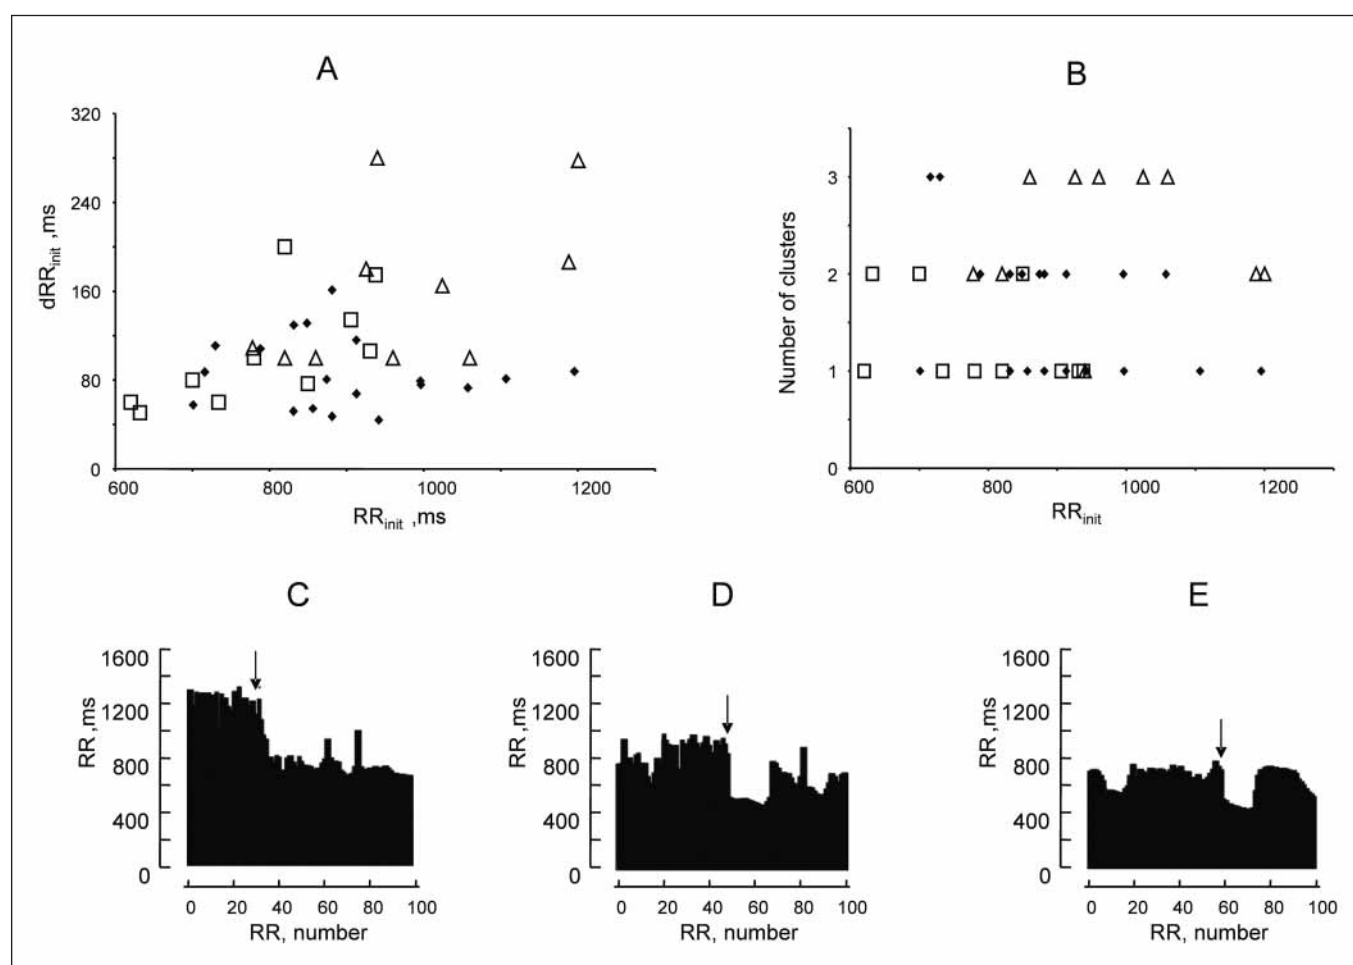 A
320
240
160
80
0
dRRinit ,ms
600 800 1000 1200
RRinit ,ms
B
3
2
1
0
Number of clusters
600 800 1000 1200
RRinit
C
1600
1200
800
400
0
RR ,ms
0 20 40 60 80 100
RR, number
D
1600
1200
800
400
0
RR ,ms
0 20 40 60 80 100
RR, number
E
1600
1200
800
400
0
RR ,ms
0 20 40 60 80 100
RR, number